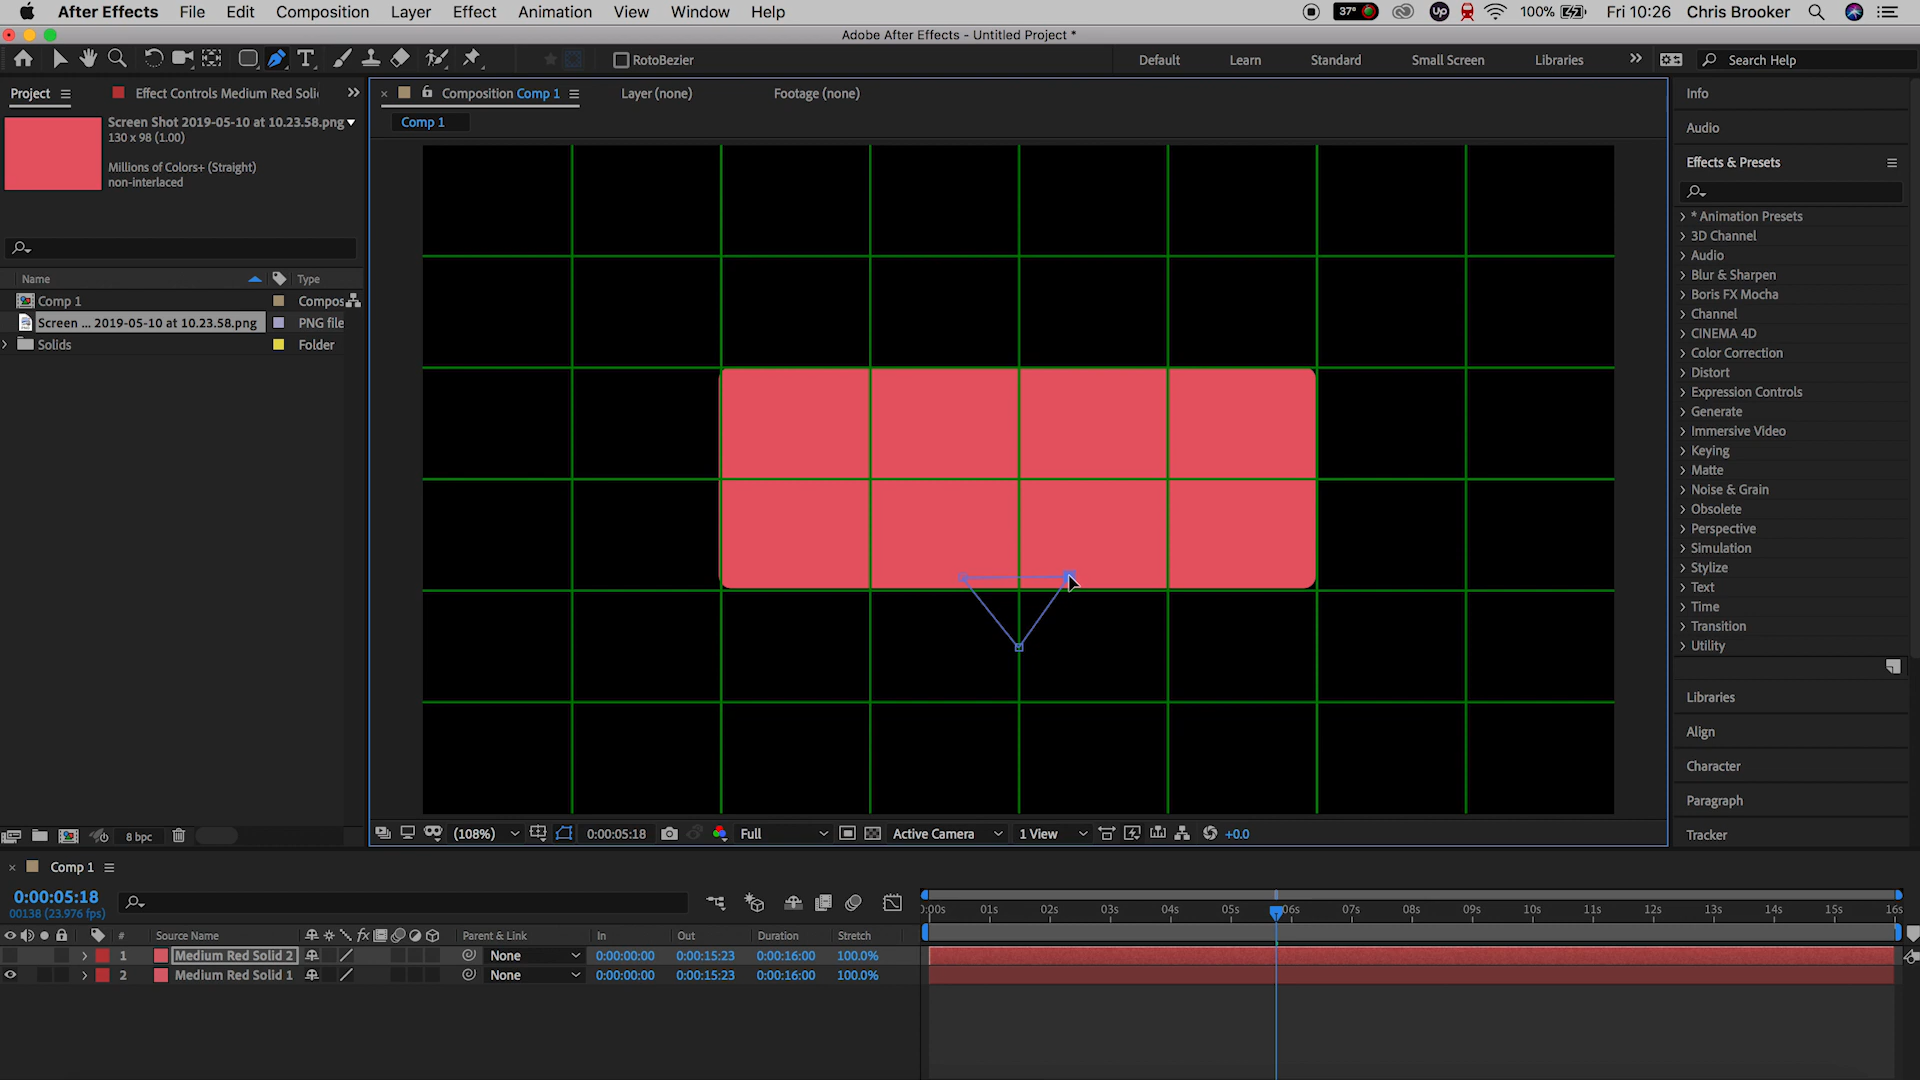 After Effects File Edit Composition Layer Effect Animation View Window Help 37° Up 100% Fri 10:26 Chris Brooker
Adobe After Effects - Untitled Project *
RotoBezier Default Learn Standard Small Screen Libraries Search Help
Project Effect Controls Medium Red Soli Composition Comp 1 Layer (none) Footage (none) Info
Screen Shot 2019-05-10 at 10.23.58.png Comp 1 Audio
130 x 98 (1.00)
Millions of Colors+ (Straight) Effects & Presets
non-interlaced
* Animation Presets
3D Channel
Audio
Blur & Sharpen
Name Type
Boris FX Mocha
Comp 1 Compos
Channel
Screen ... 2019-05-10 at 10.23.58.png PNG file
CINEMA 4D
Solids Folder
Color Correction
Distort
Expression Controls
Generate
Immersive Video
Keying
Matte
Noise & Grain
Obsolete
Perspective
Simulation
Stylize
Text
Time
Transition
Utility
Libraries
Align
Character
Paragraph
8 bpc (108%) 0:00:05:18 Full Active Camera 1 View +0.0 Tracker
Comp 1
0:00:05:18
00138 (23.976 fps)
:00s 01s 02s 03s 04s 05s 06s 07s 08s 09s 10s 11s 12s 13s 14s 15s 16s
# Source Name fx Parent & Link In Out Duration Stretch
1 Medium Red Solid 2 None 0:00:00:00 0:00:15:23 0:00:16:00 100.0%
2 Medium Red Solid 1 None 0:00:00:00 0:00:15:23 0:00:16:00 100.0%